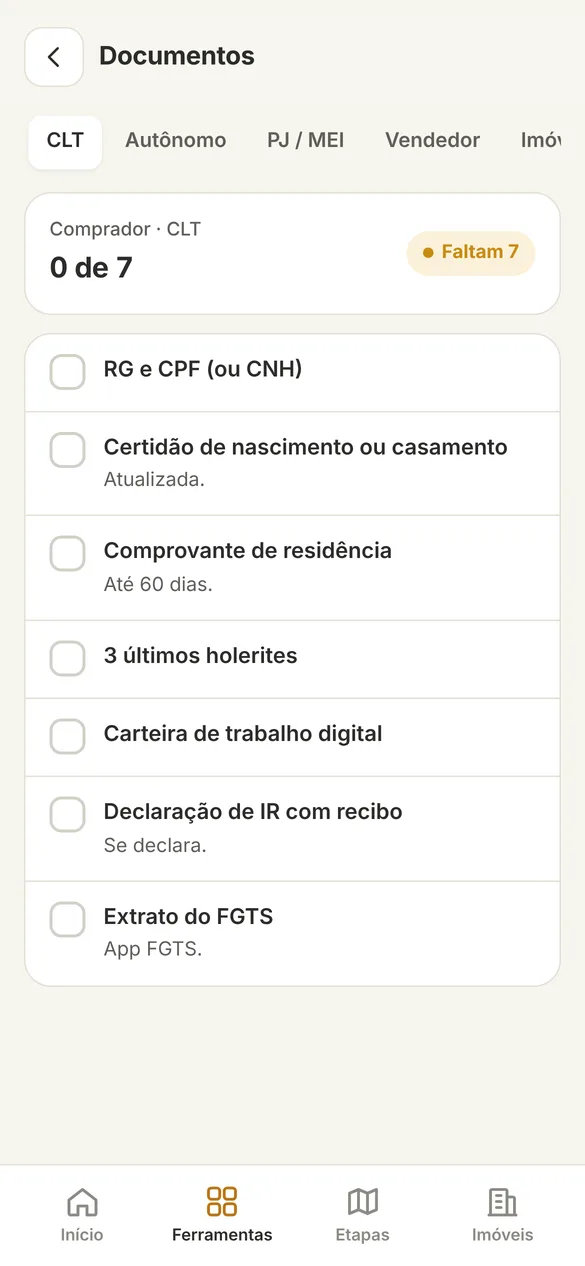 Documentos
CLT
Autônomo
PJ / MEI
Vendedor
Comprador · CLT
0 de 7
Faltam 7
RG e CPF (ou CNH)
Certidão de nascimento ou casamento
Atualizada.
Comprovante de residência
Até 60 dias.
3 últimos holerites
Carteira de trabalho digital
Declaração de IR com recibo
Se declara.
Extrato do FGTS
App FGTS.
Início
Ferramentas
Etapas
Imóveis